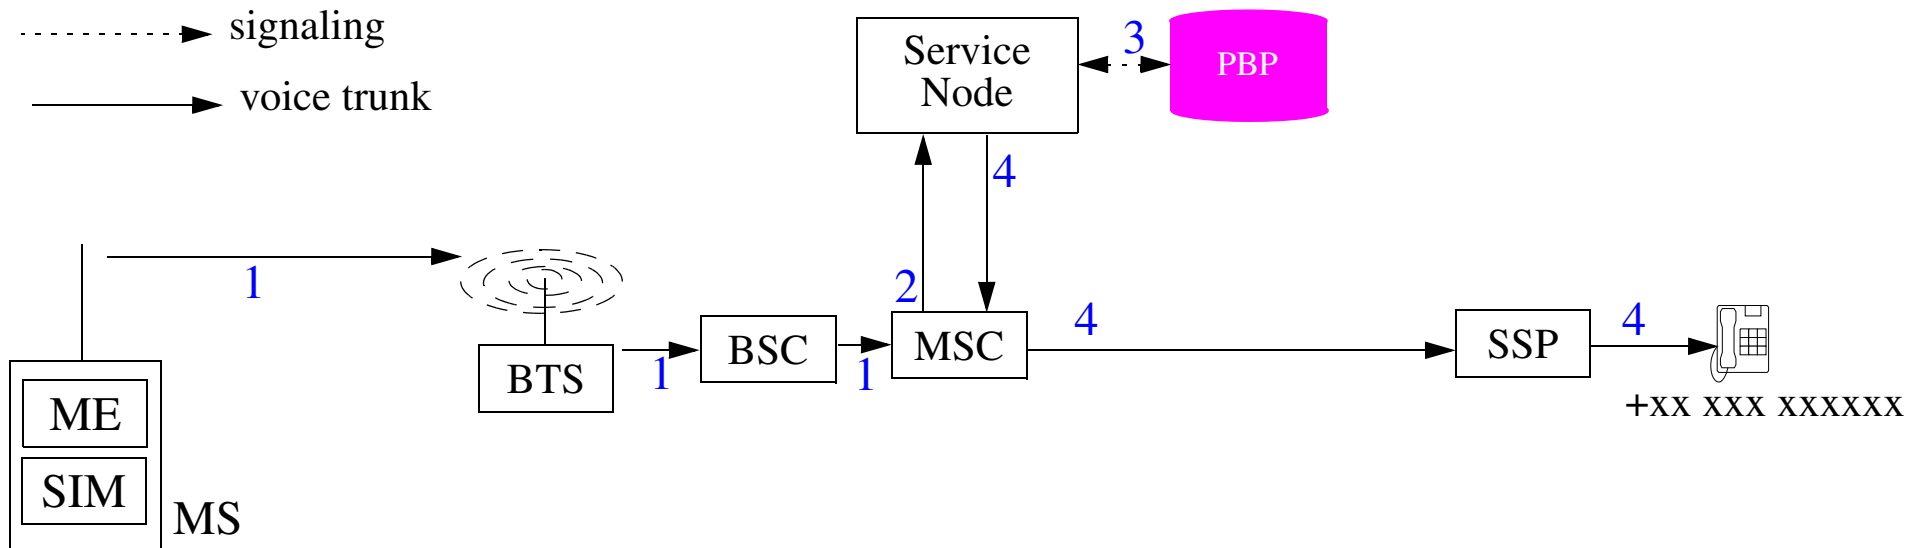 signaling
voice trunk
Service
Node
3
PBP
4
2
1
BTS
1
BSC
1
MSC
4
SSP
4
+xx xxx xxxxxx
ME
SIM
MS